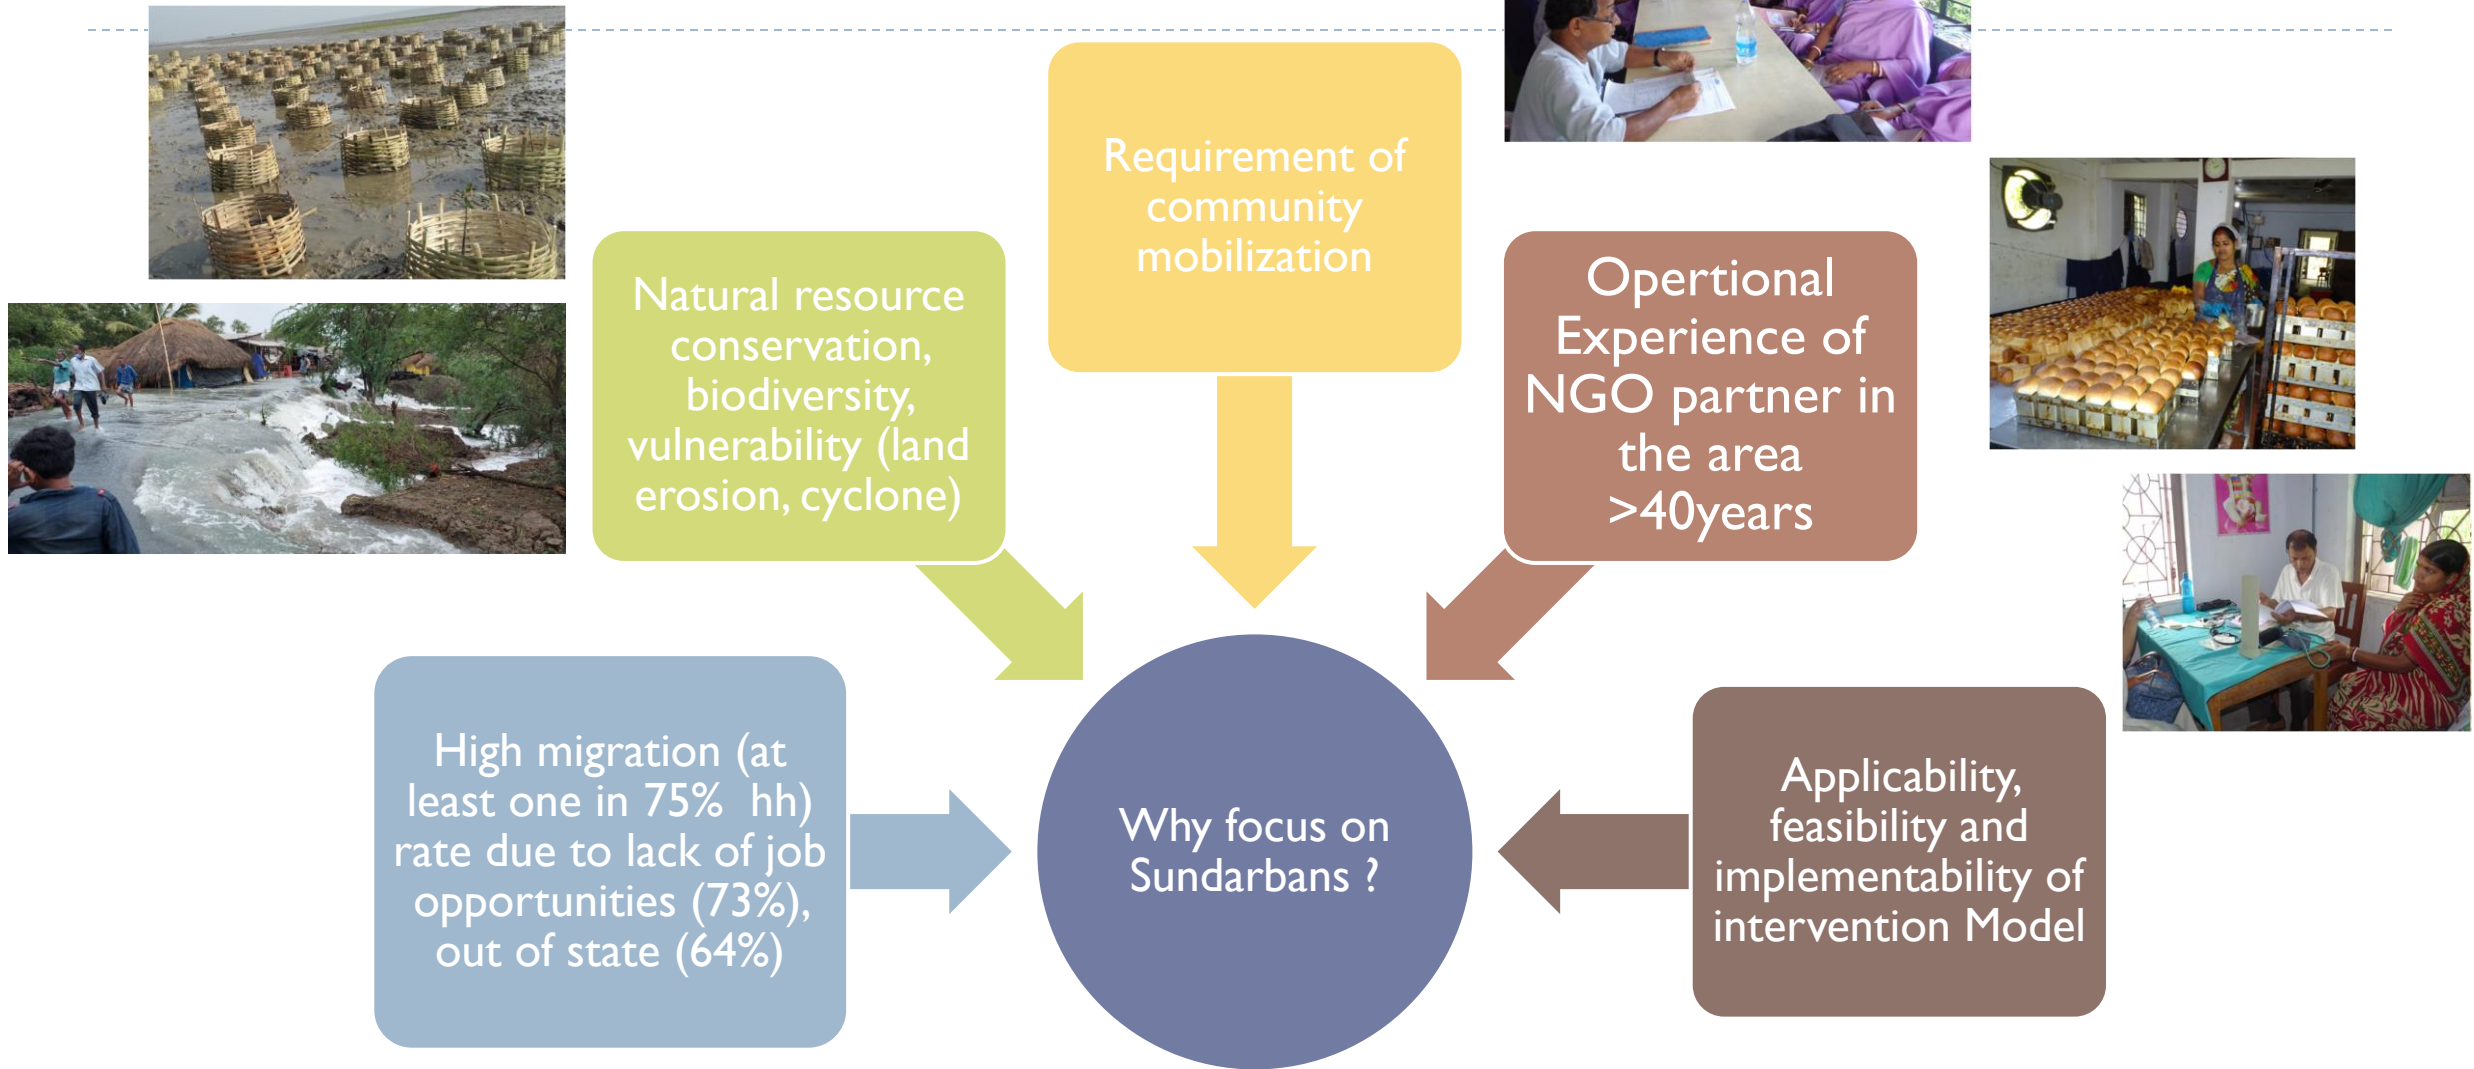 Requirement of
community
mobilization
Natural resource
conservation,
biodiversity,
vulnerability (land
erosion, cyclone)
Opertional
Experience of
NGO partner in
the area
>40years
High migration (at
least one in 75%  hh)
rate due to lack of job
opportunities (73%),
out of state (64%)
Why focus on
Sundarbans ?
Applicability,
feasibility and
implementability of
intervention Model